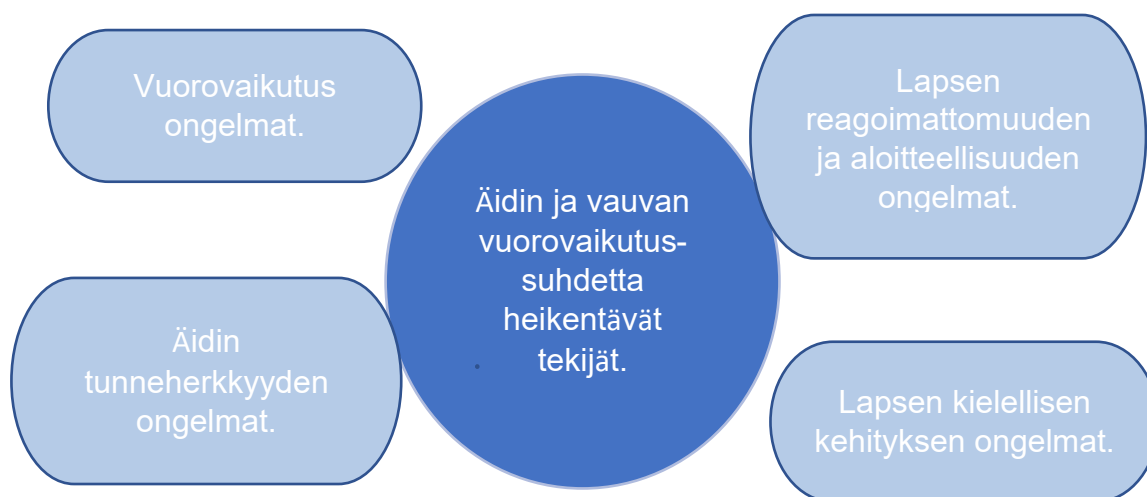 Vuorovaikutus
ongelmat.
Lapsen
reagoimattomuuden
ja aloitteellisuuden
ongelmat.
Äidin ja vauvan
vuorovaikutus-
suhdetta
heikentävät
tekijät.
Äidin
tunneherkkyyden
ongelmat.
Lapsen kielellisen
kehityksen ongelmat.